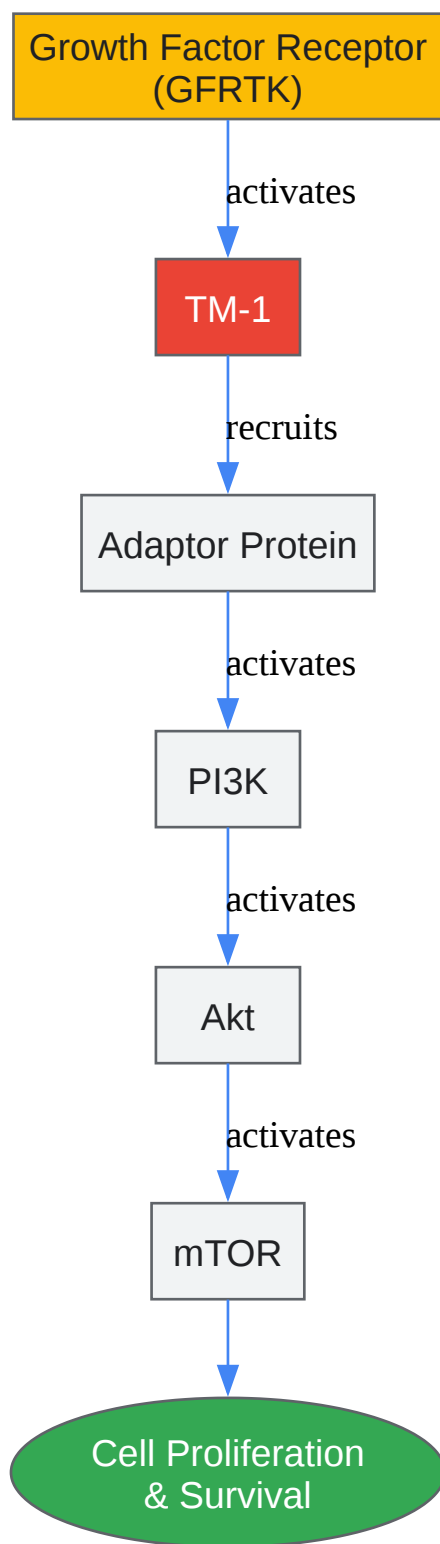 Growth Factor Receptor
(GFRTK)
activates
TM-1
recruits
Adaptor Protein
activates
PI3K
activates
Akt
activates
mTOR
Cell Proliferation
& Survival